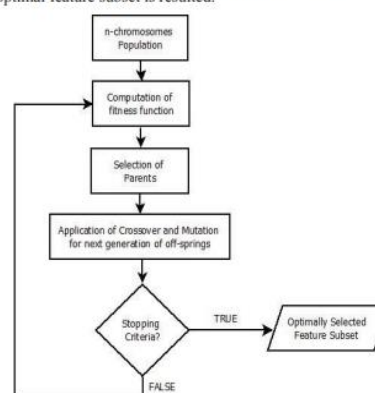 optimal feature subset is resulted.
n-chromosomes
Population
Computation of
fitness function
Selection of
Parents
Application of Crossover and Mutation
for next generation of off-springs
Stopping
Criteria?
TRUE
Optimally Selected
Feature Subset
FALSE